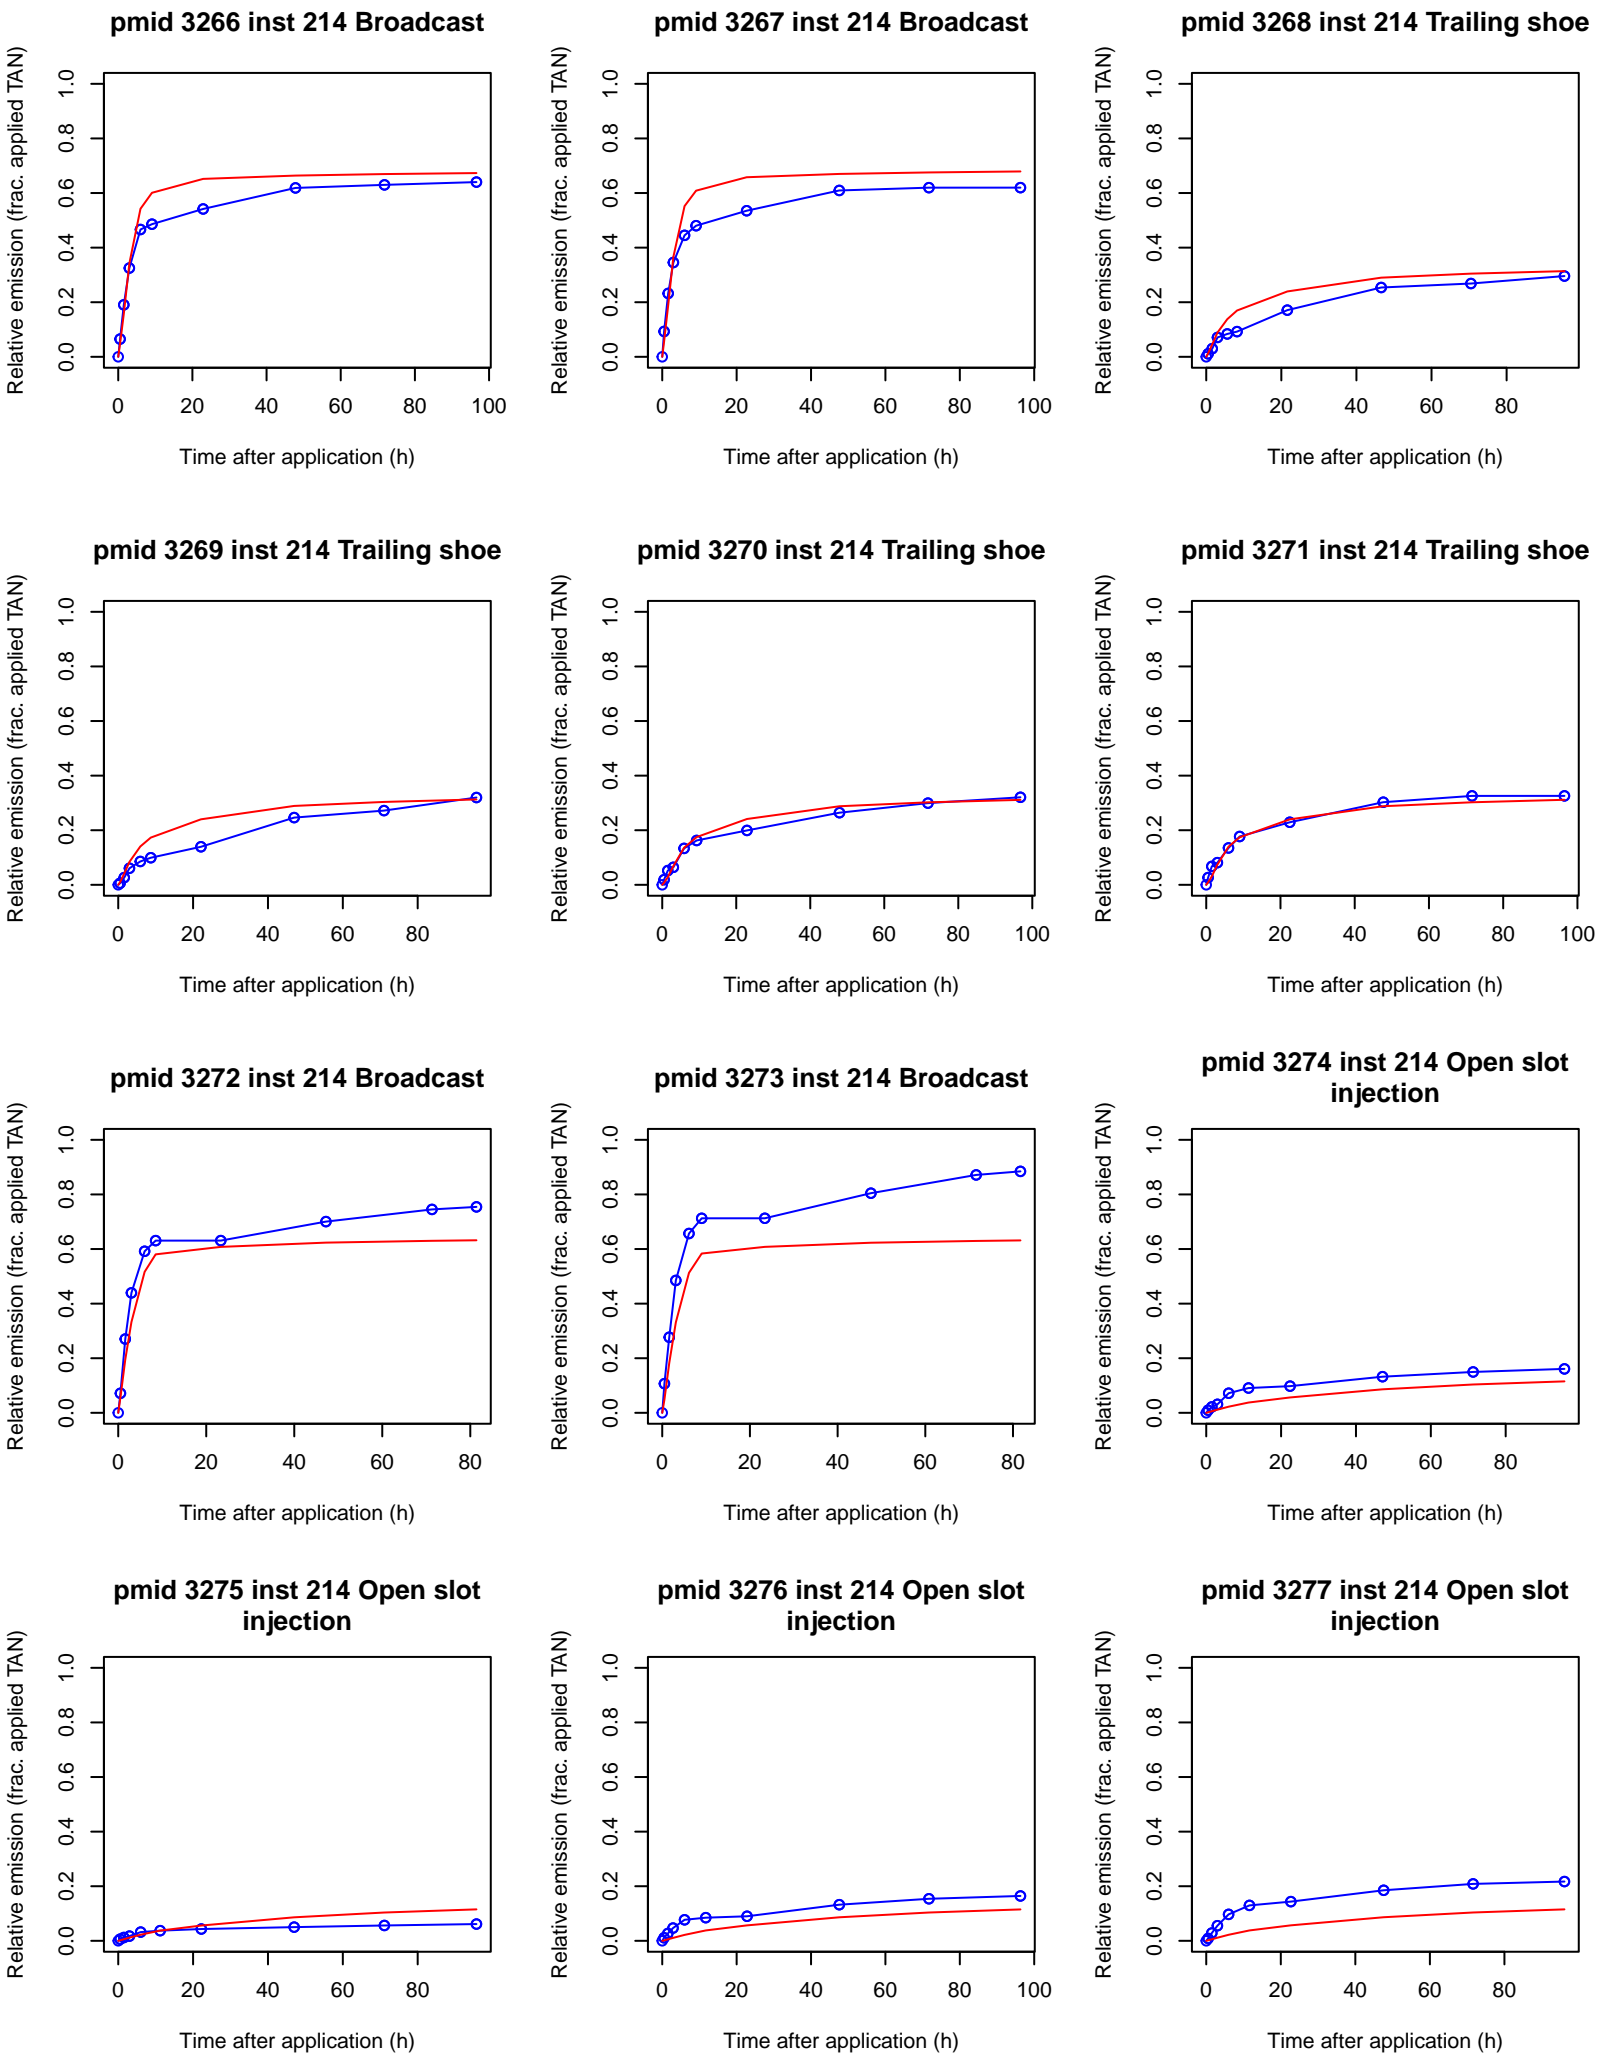 pmid 3266 inst 214 Broadcast
Relative emission (frac. applied TAN)
0.0 0.2 0.4 0.6 0.8 1.0
0 20 40 60 80 100
Time after application (h)
pmid 3267 inst 214 Broadcast
Relative emission (frac. applied TAN)
0.0 0.2 0.4 0.6 0.8 1.0
0 20 40 60 80 100
Time after application (h)
pmid 3268 inst 214 Trailing shoe
Relative emission (frac. applied TAN)
0.0 0.2 0.4 0.6 0.8 1.0
0 20 40 60 80
Time after application (h)
pmid 3269 inst 214 Trailing shoe
Relative emission (frac. applied TAN)
0.0 0.2 0.4 0.6 0.8 1.0
0 20 40 60 80
Time after application (h)
pmid 3270 inst 214 Trailing shoe
Relative emission (frac. applied TAN)
0.0 0.2 0.4 0.6 0.8 1.0
0 20 40 60 80 100
Time after application (h)
pmid 3271 inst 214 Trailing shoe
Relative emission (frac. applied TAN)
0.0 0.2 0.4 0.6 0.8 1.0
0 20 40 60 80 100
Time after application (h)
pmid 3272 inst 214 Broadcast
Relative emission (frac. applied TAN)
0.0 0.2 0.4 0.6 0.8 1.0
0 20 40 60 80
Time after application (h)
pmid 3273 inst 214 Broadcast
Relative emission (frac. applied TAN)
0.0 0.2 0.4 0.6 0.8 1.0
0 20 40 60 80
Time after application (h)
pmid 3274 inst 214 Open slot
injection
Relative emission (frac. applied TAN)
0.0 0.2 0.4 0.6 0.8 1.0
0 20 40 60 80
Time after application (h)
pmid 3275 inst 214 Open slot
injection
Relative emission (frac. applied TAN)
0.0 0.2 0.4 0.6 0.8 1.0
0 20 40 60 80
Time after application (h)
pmid 3276 inst 214 Open slot
injection
Relative emission (frac. applied TAN)
0.0 0.2 0.4 0.6 0.8 1.0
0 20 40 60 80 100
Time after application (h)
pmid 3277 inst 214 Open slot
injection
Relative emission (frac. applied TAN)
0.0 0.2 0.4 0.6 0.8 1.0
0 20 40 60 80
Time after application (h)